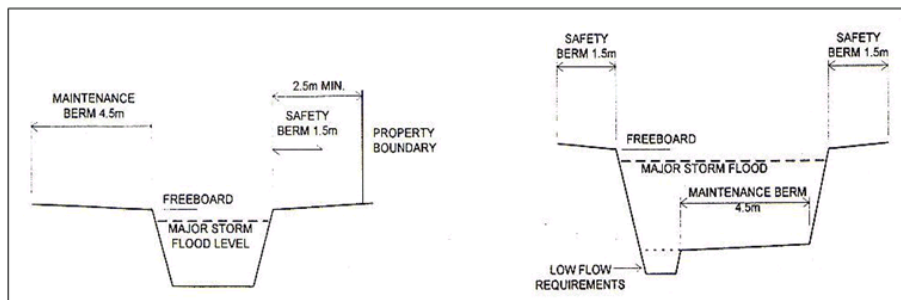 MAINTENANCE
BERM 4.5m
2.5m MIN.
SAFETY
BERM 1.5m
PROPERTY
BOUNDARY
FREEBOARD
MAJOR STORM
FLOOD LEVEL
SAFETY
BERM 1.5m
SAFETY
BERM 1.5m
FREEBOARD
MAJOR STORM FLOOD
MAINTENANCE BERM
4.5m
LOW FLOW
REQUIREMENTS